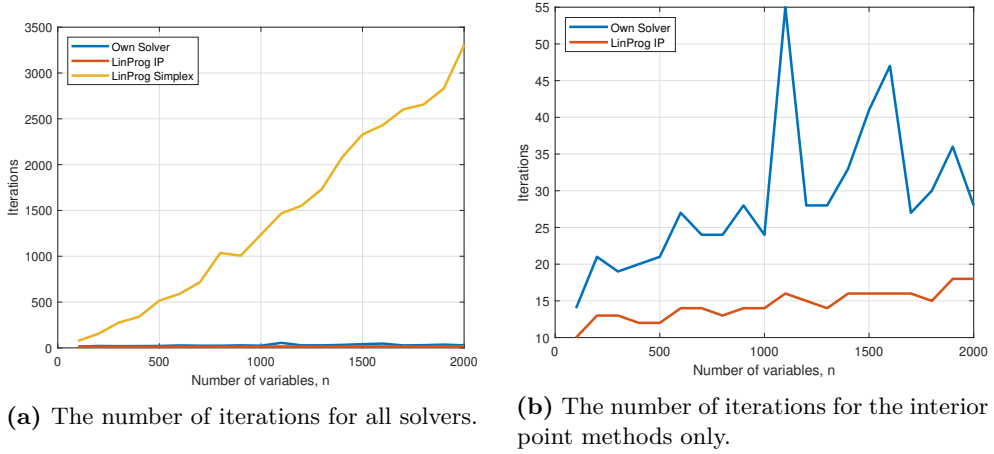 3500
3000
2500
2000
1500
1000
500
0
Iterations
Own Solver
LinProg IP
LinProg Simplex
0 500 1000 1500 2000
Number of variables, n
(a) The number of iterations for all solvers.
55
50
45
40
35
30
25
20
15
10
Iterations
Own Solver
LinProg IP
0 500 1000 1500 2000
Number of variables, n
(b) The number of iterations for the interior
point methods only.